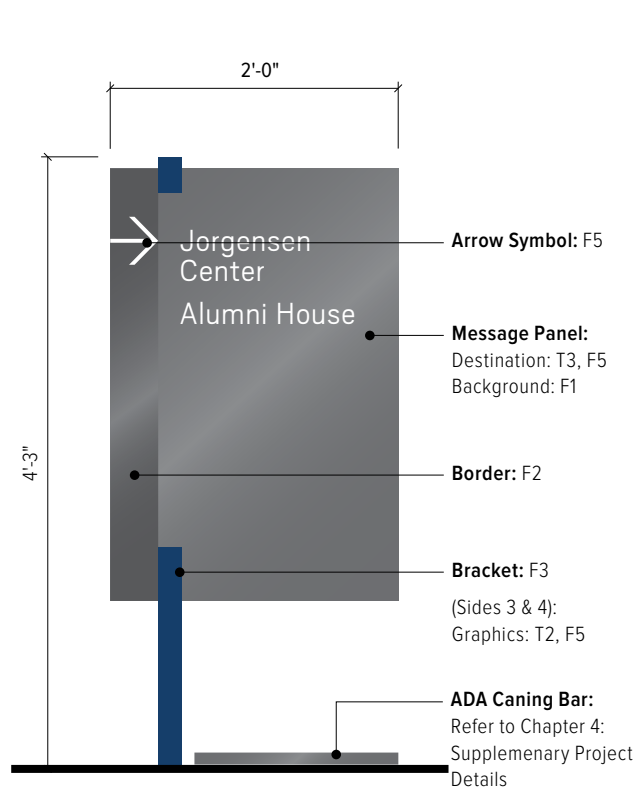 2'-0"
4'-3"
Jorgensen
Center
Alumni House
Arrow Symbol: F5
Message Panel:
Destination: T3, F5
Background: F1
Border: F2
Bracket: F3
(Sides 3 & 4):
Graphics: T2, F5
ADA Caning Bar:
Refer to Chapter 4:
Supplemenary Project
Details